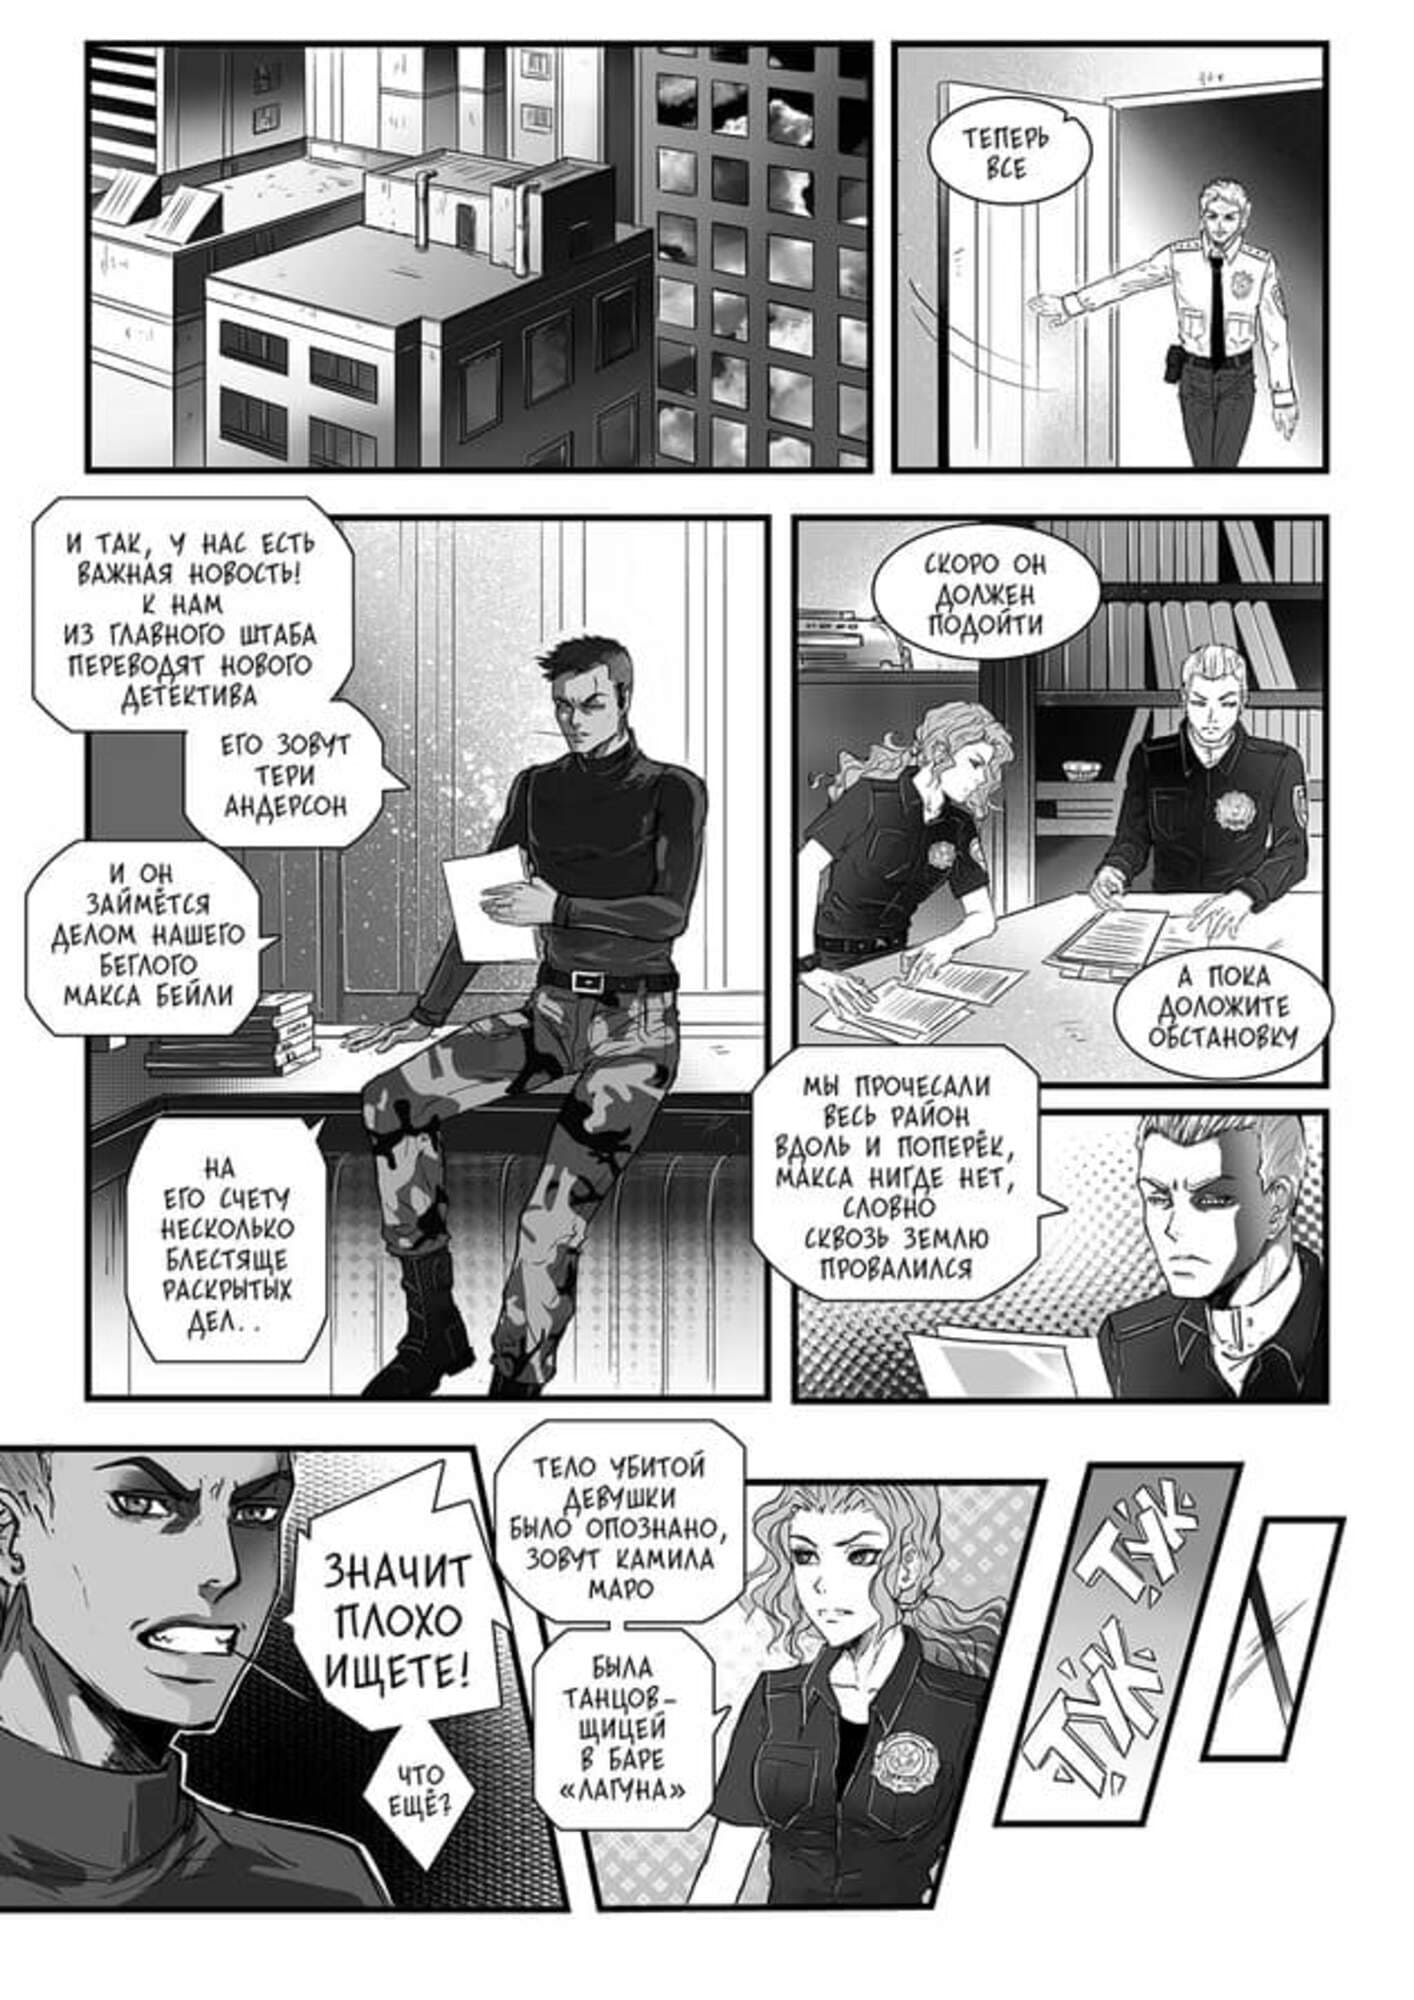 ТЕПЕРЬ
ВСЕ
И ТАК, У НАС ЕСТЬ
ВАЖНАЯ НОВОСТЬ!
К НАМ
ИЗ ГЛАВНОГО ШТАБА
ПЕРЕВОДЯТ НОВОГО
ДЕТЕКТИВА
ЕГО ЗОВУТ
ТЕРИ
АНДЕРСОН
И ОН
ЗАЙМЁТСЯ
ДЕЛОМ НАШЕГО
БЕГЛОГО
МАКСА БЕЙЛИ
НА
ЕГО СЧЕТУ
НЕСКОЛЬКО
БЛЕСТЯЩЕ
РАСКРЫТЫХ
ДЕЛ..
СКОРО ОН
ДОЛЖЕН
ПОДОЙТИ
А ПОКА
ДОЛОЖИТЕ
ОБСТАНОВКУ
МЫ ПРОЧЕСАЛИ
ВЕСЬ РАЙОН
ВДОЛЬ И ПОПЕРЁК,
МАКСА НИГДЕ НЕТ,
СЛОВНО
СКВОЗЬ ЗЕМЛЮ
ПРОВАЛИЛСЯ
ЗНАЧИТ
ПЛОХО
ИЩЕТЕ!
ЧТО
ЕЩЁ?
ТЕЛО УБИТОЙ
ДЕВУШКИ
БЫЛО ОПОЗНАНО,
ЗОВУТ КАМИЛА
МАРО
БЫЛА
ТАНЦОВ-
ЩИЦЕЙ
В БАРЕ
«ЛАГУНА»
ТУК
ТУК